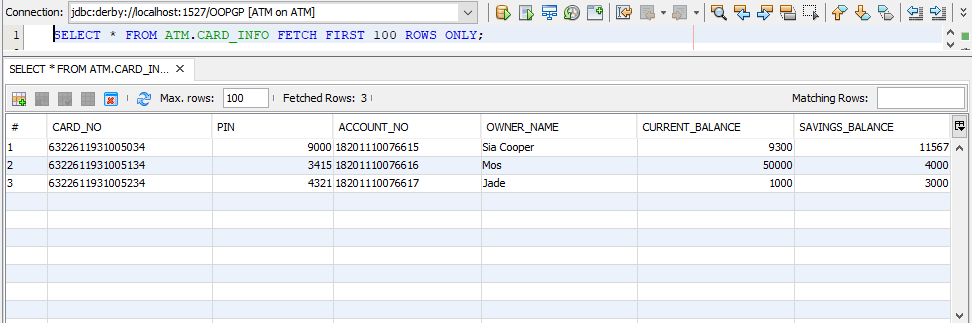 Connection: jdbc:derby://localhost:1527/OOPGP [ATM on ATM]
1 SELECT * FROM ATM.CARD_INFO FETCH FIRST 100 ROWS ONLY;
SELECT * FROM ATM.CARD_IN... ×
Max. rows: 100 Fetched Rows: 3 Matching Rows:
# CARD_NO PIN ACCOUNT_NO OWNER_NAME CURRENT_BALANCE SAVINGS_BALANCE
1 6322611931005034 9000 18201110076615 Sia Cooper 9300 11567
2 6322611931005134 3415 18201110076616 Mos 50000 4000
3 6322611931005234 4321 18201110076617 Jade 1000 3000